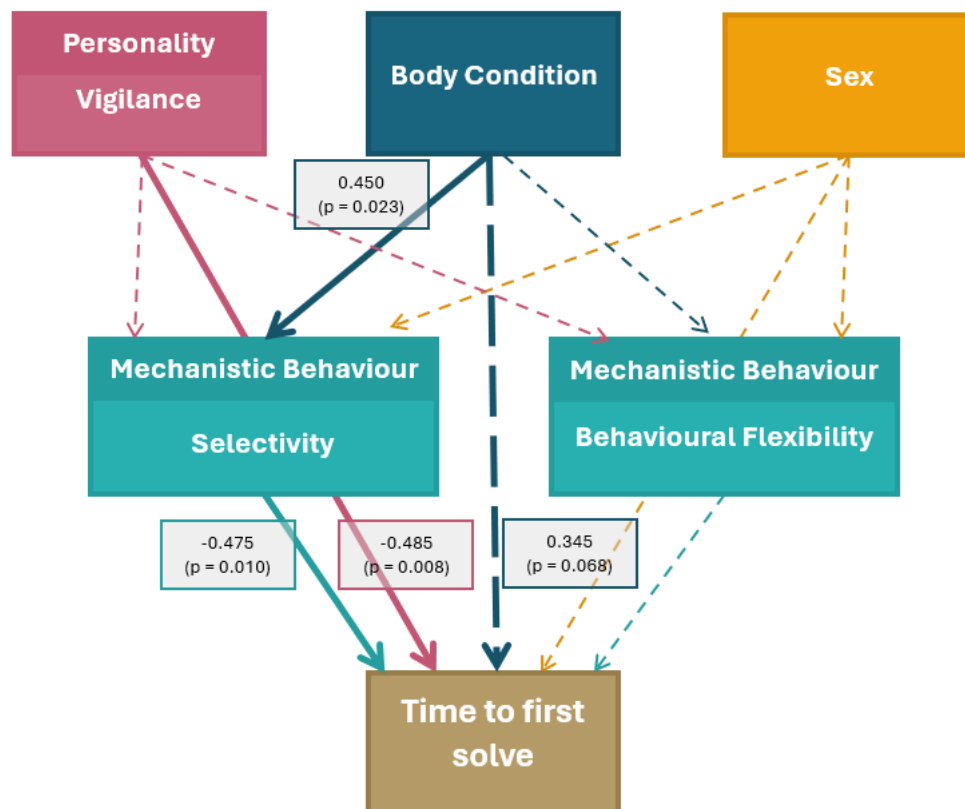 Personality
Vigilance
Body Condition
Sex
0.450
(p = 0.023)
Mechanistic Behaviour
Selectivity
Mechanistic Behaviour
Behavioural Flexibility
-0.475
(p = 0.010)
-0.485
(p = 0.008)
0.345
(p = 0.068)
Time to first
solve